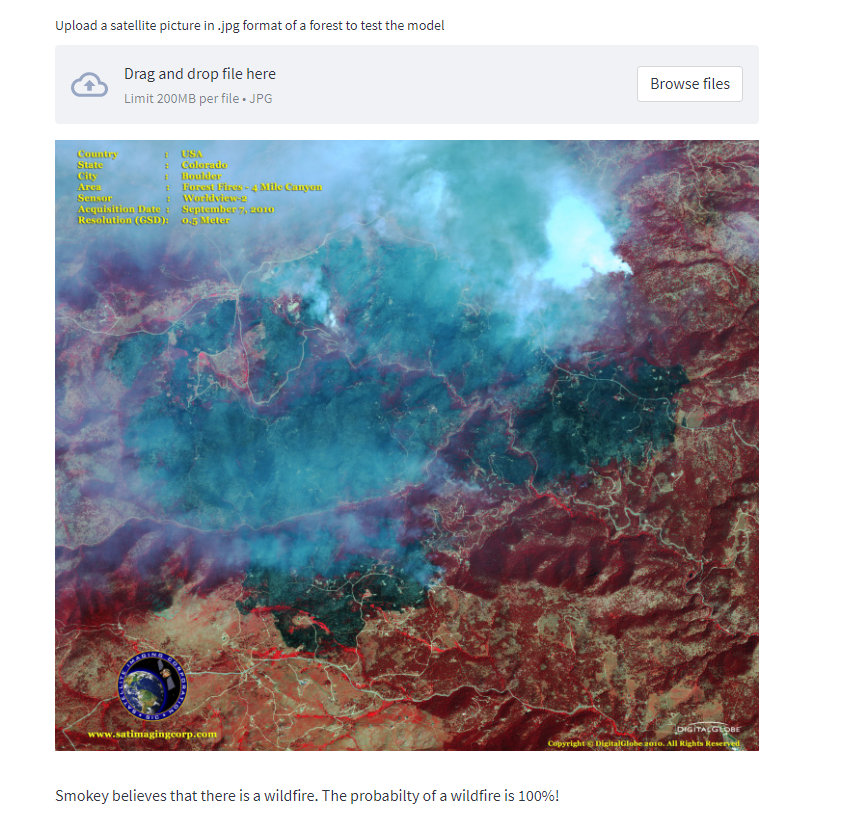 Upload a satellite picture in .jpg format of a forest to test the model
Drag and drop file here
Limit 200MB per file • JPG
Browse files
Country : USA
State : Colorado
City : Boulder
Area : Forest Fires - 4 Mile Canyon
Sensor : Worldview-2
Acquisition Date : September 7, 2010
Resolution (GSD): 0.5 Meter
SATELLITE IMAGING CORPORATION
www.satimagingcorp.com
DIGITALGLOBE
Copyright © DigitalGlobe 2010. All Rights Reserved
Smokey believes that there is a wildfire. The probabilty of a wildfire is 100%!